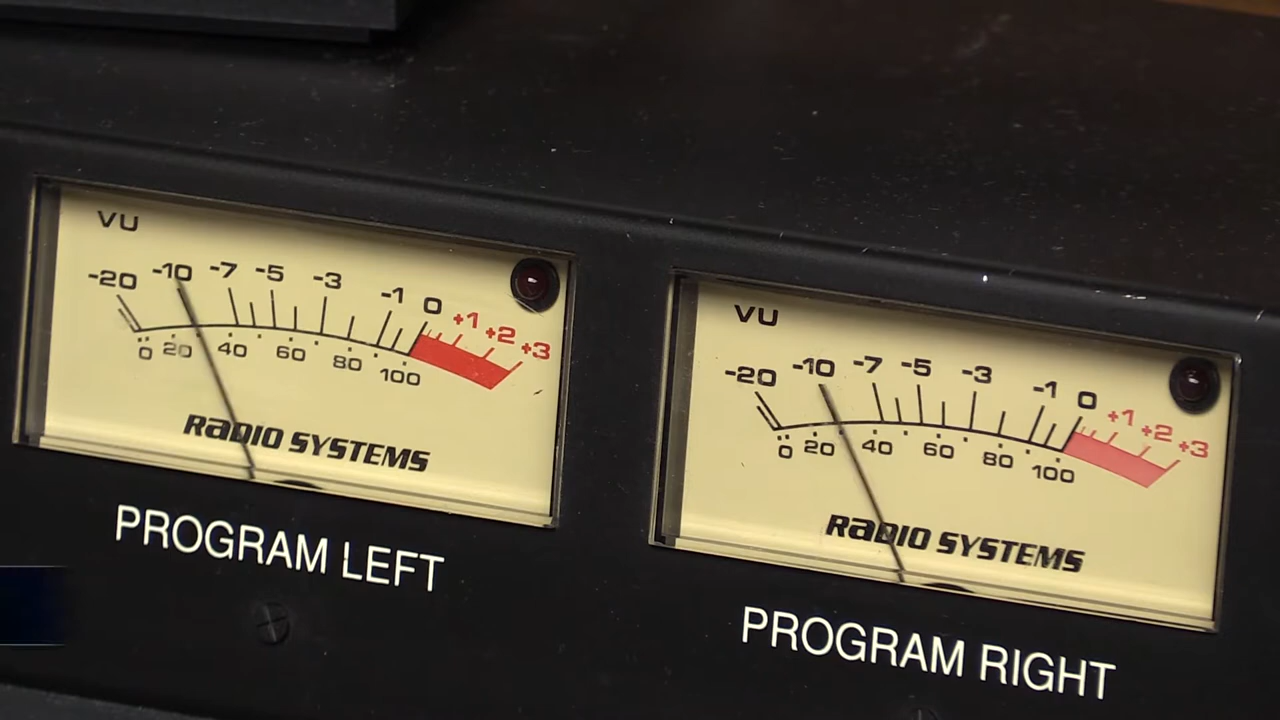 VU
-20 -10 -7 -5 -3 -1 0 +1 +2 +3
0 20 40 60 80 100
RADIO SYSTEMS
PROGRAM LEFT
VU
-20 -10 -7 -5 -3 -1 0 +1 +2 +3
0 20 40 60 80 100
RADIO SYSTEMS
PROGRAM RIGHT